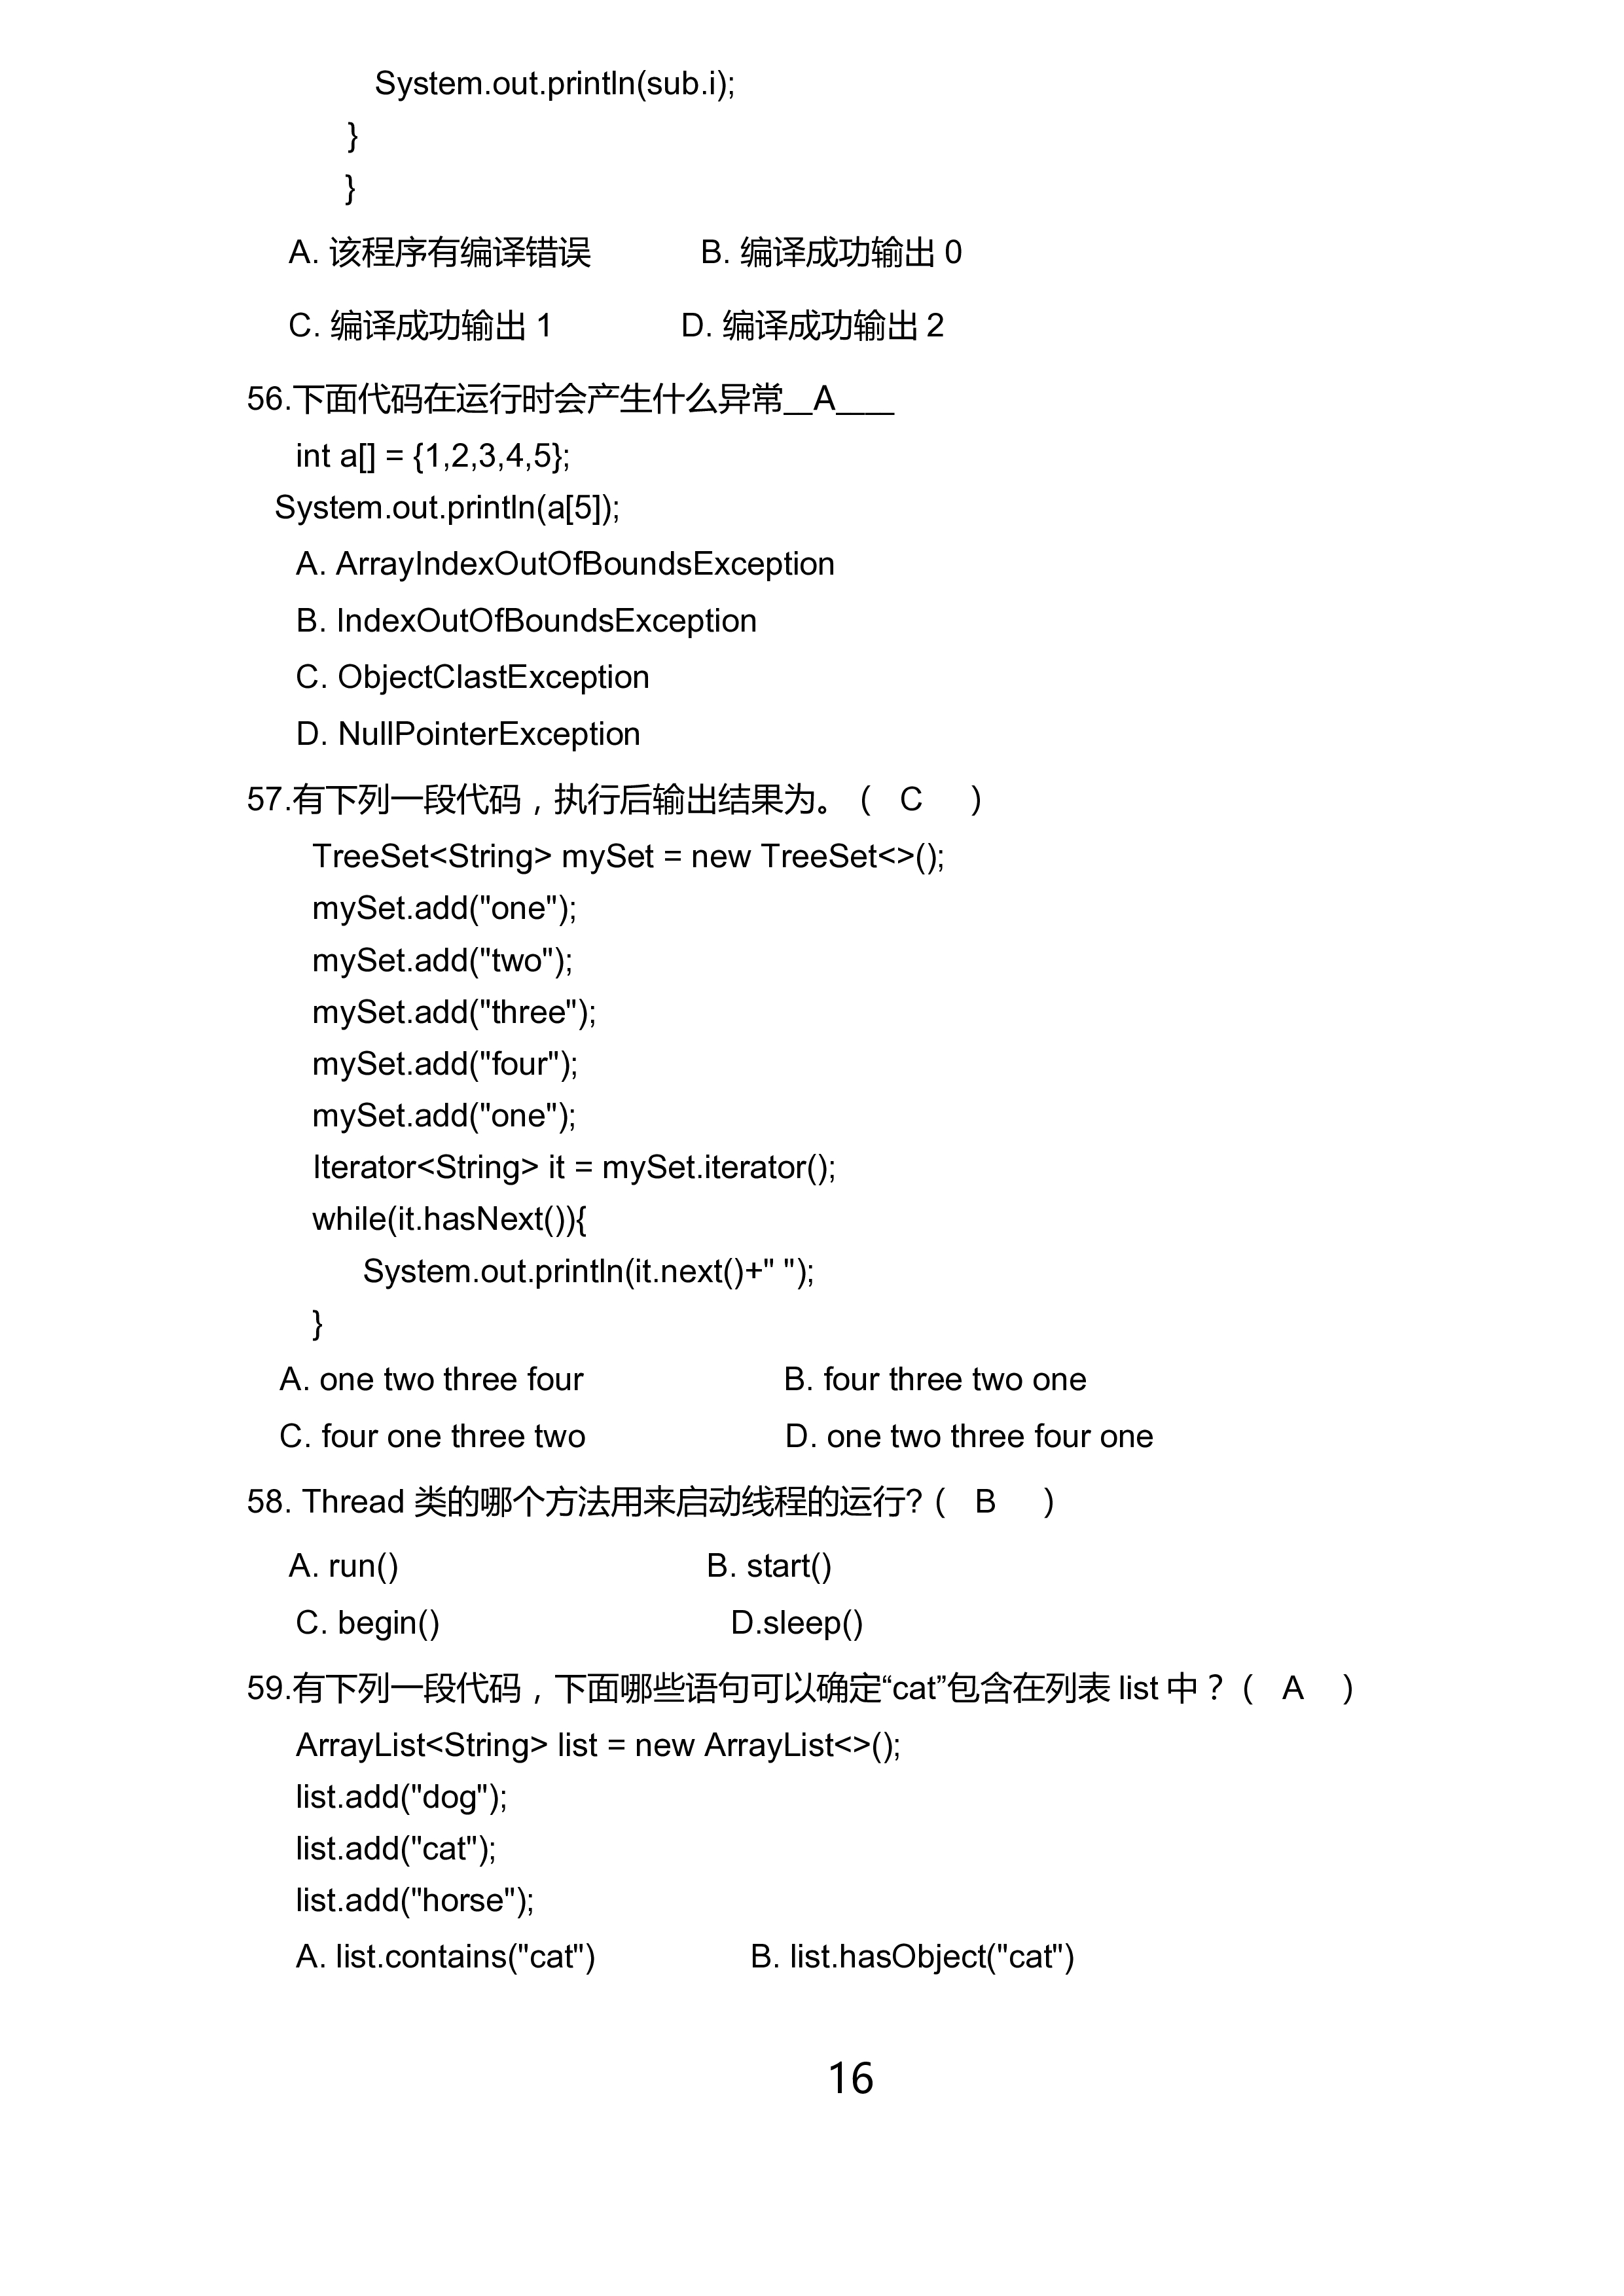 System.out.println(sub.i);
}
}
A. 该程序有编译错误 B. 编译成功输出 0
C. 编译成功输出 1 D. 编译成功输出 2
56.下面代码在运行时会产生什么异常__A____
int a[] = {1,2,3,4,5};
System.out.println(a[5]);
A. ArrayIndexOutOfBoundsException
B. IndexOutOfBoundsException
C. ObjectClastException
D. NullPointerException
57.有下列一段代码，执行后输出结果为。（ C ）
TreeSet<String> mySet = new TreeSet<>();
mySet.add("one");
mySet.add("two");
mySet.add("three");
mySet.add("four");
mySet.add("one");
Iterator<String> it = mySet.iterator();
while(it.hasNext()){
System.out.println(it.next()+" ");
}
A. one two three four B. four three two one
C. four one three two D. one two three four one
58. Thread 类的哪个方法用来启动线程的运行?（ B ）
A. run() B. start()
C. begin() D.sleep()
59.有下列一段代码，下面哪些语句可以确定“cat”包含在列表 list 中？（ A ）
ArrayList<String> list = new ArrayList<>();
list.add("dog");
list.add("cat");
list.add("horse");
A. list.contains("cat") B. list.hasObject("cat")
16